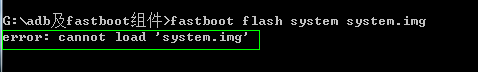 G:\adb及fastboot组件>fastboot flash system system.img
error: cannot load 'system.img'